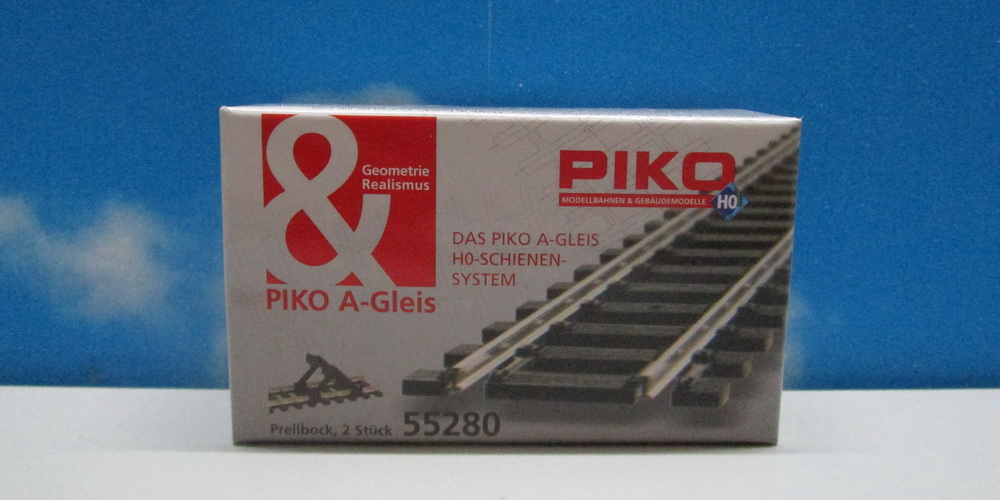 &
Geometrie
Realismus
PIKO A-Gleis
DAS PIKO A-GLEIS
H0-SCHIENEN-
SYSTEM
PIKO
MODELLBAHNEN & GEBÄUDEMODELLE
H0
Prellbock, 2 Stück 55280